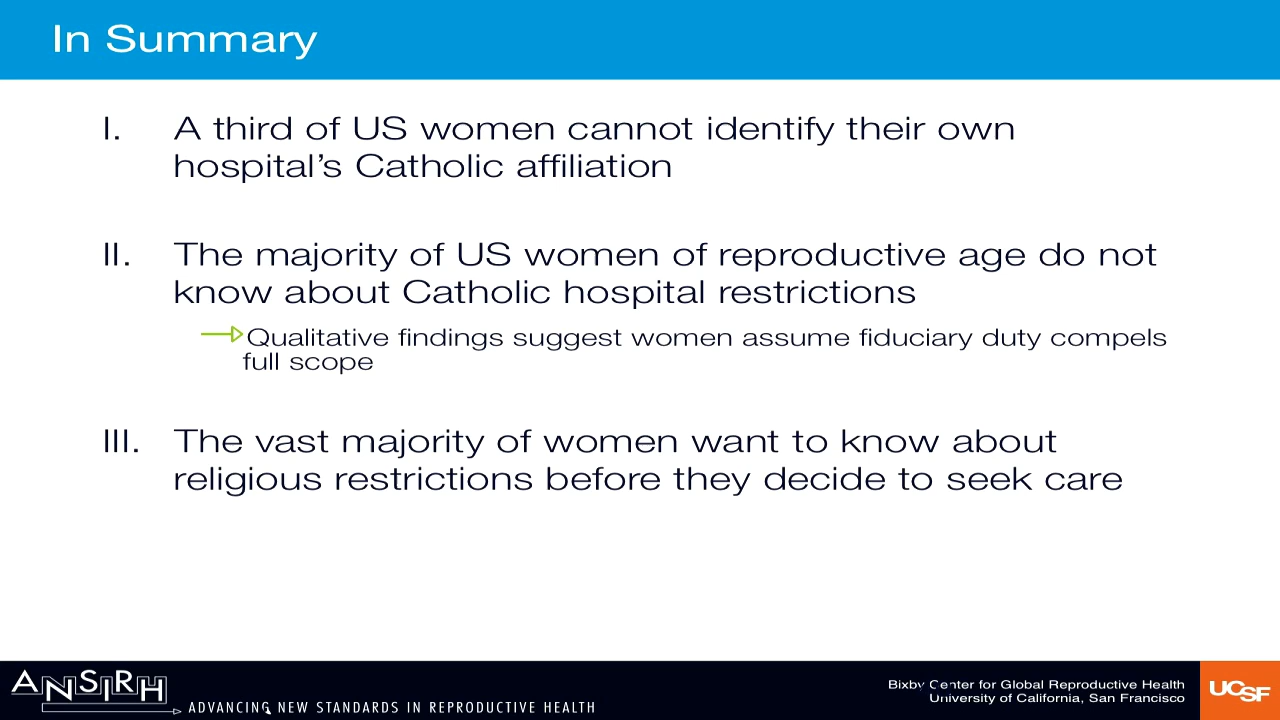 In Summary
I. A third of US women cannot identify their own
hospital's Catholic affiliation
II. The majority of US women of reproductive age do not
know about Catholic hospital restrictions
Qualitative findings suggest women assume fiduciary duty compels
full scope
III. The vast majority of women want to know about
religious restrictions before they decide to seek care
ANSIRH
ADVANCING NEW STANDARDS IN REPRODUCTIVE HEALTH
Bixby Center for Global Reproductive Health
University of California, San Francisco
UCSF